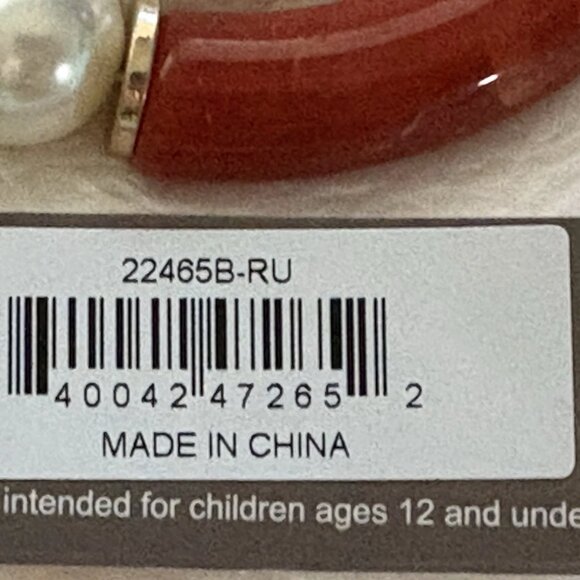 22465B-RU
40042 47265 2
MADE IN CHINA
intended for children ages 12 and unde